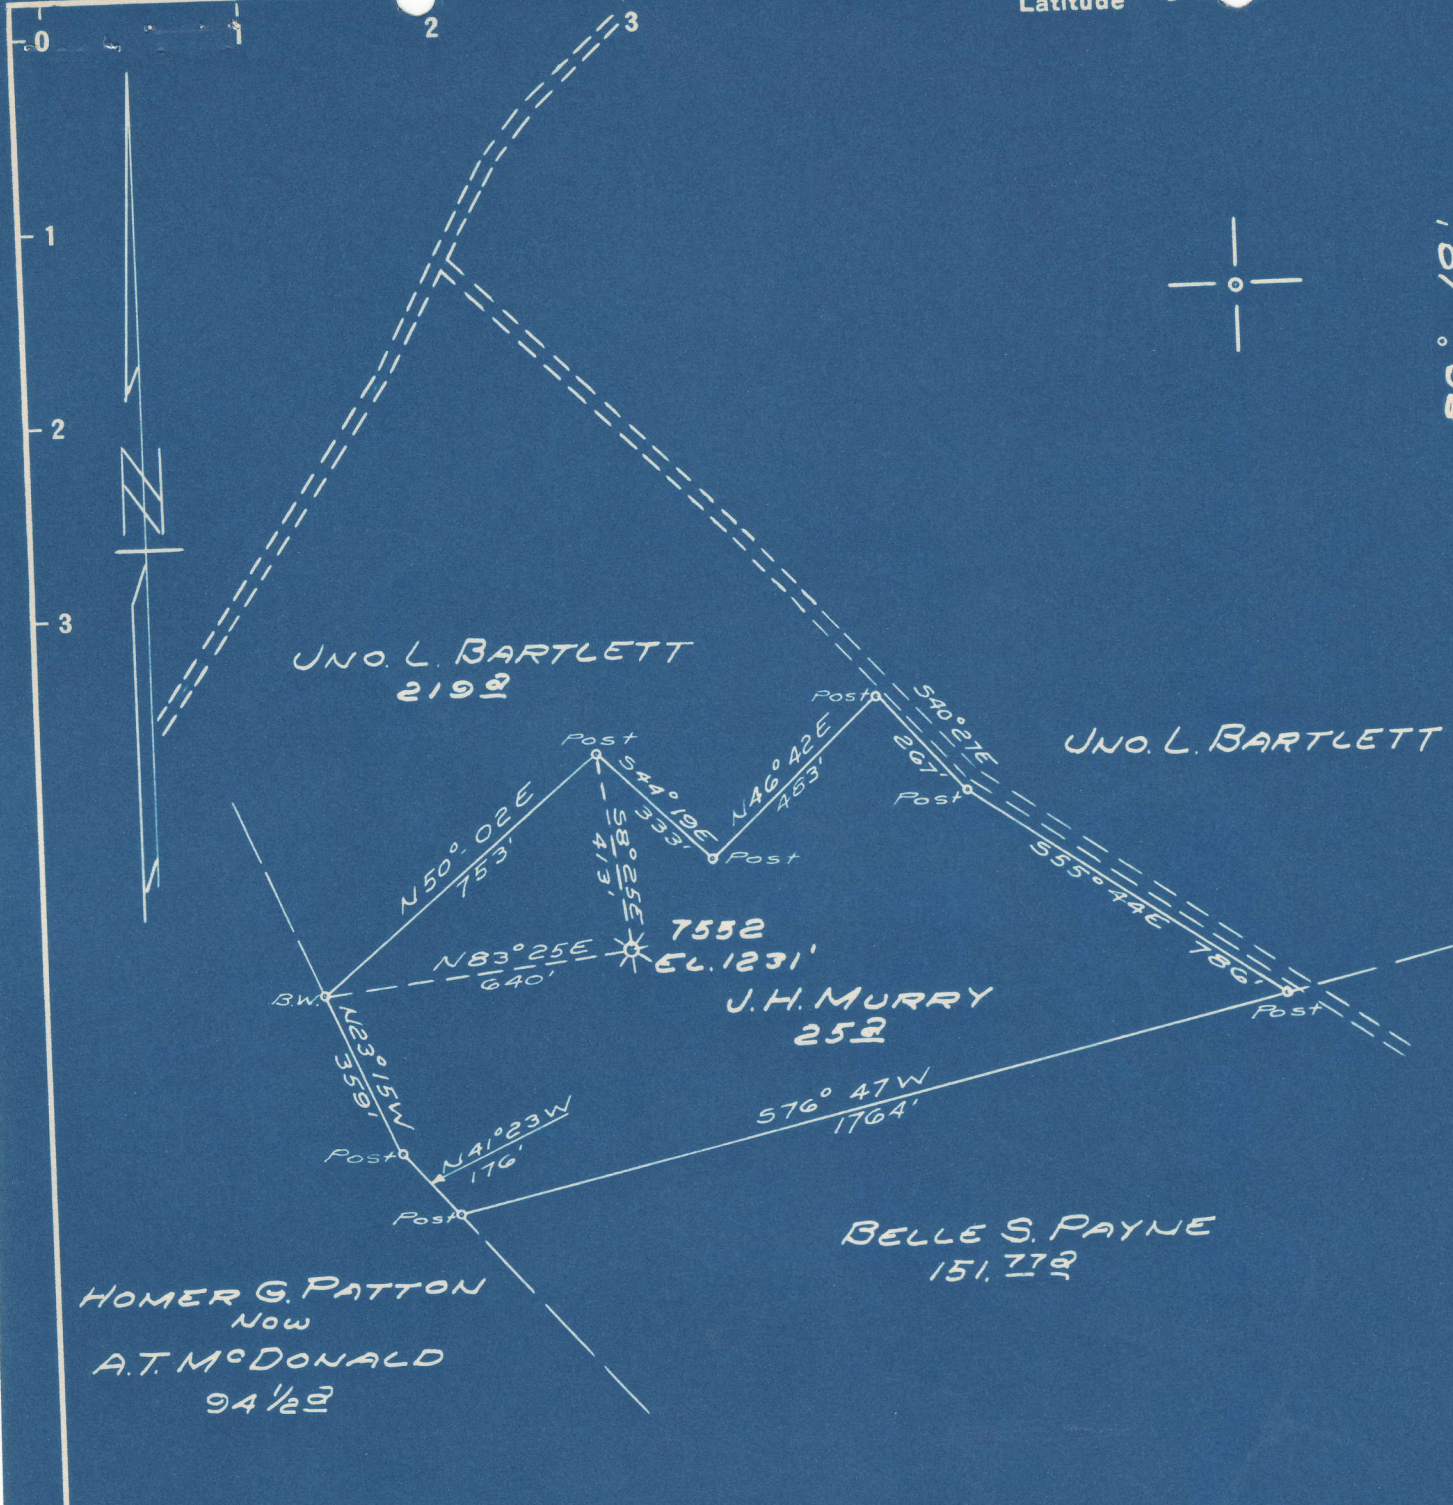 Latitude
0
1
2
3
1
2
3
N
JNO. L. BARTLETT
219 a
Post
Post
S40°27E
267'
Post
JNO. L. BARTLETT
N50°02E
753'
S44°19E
333'
N46°42E
463'
Post
S8°25E
413'
S55°44E 786'
Post
7552
EL. 1231'
N83°25E
640'
B.W.
J.H. MURRY
25 a
N23°15W
359'
S76° 47W
1764'
N41°23W
176'
Post
Post
BELLE S. PAYNE
151.77 a
HOMER G. PATTON
NOW
A.T. McDONALD
94 1/2 a